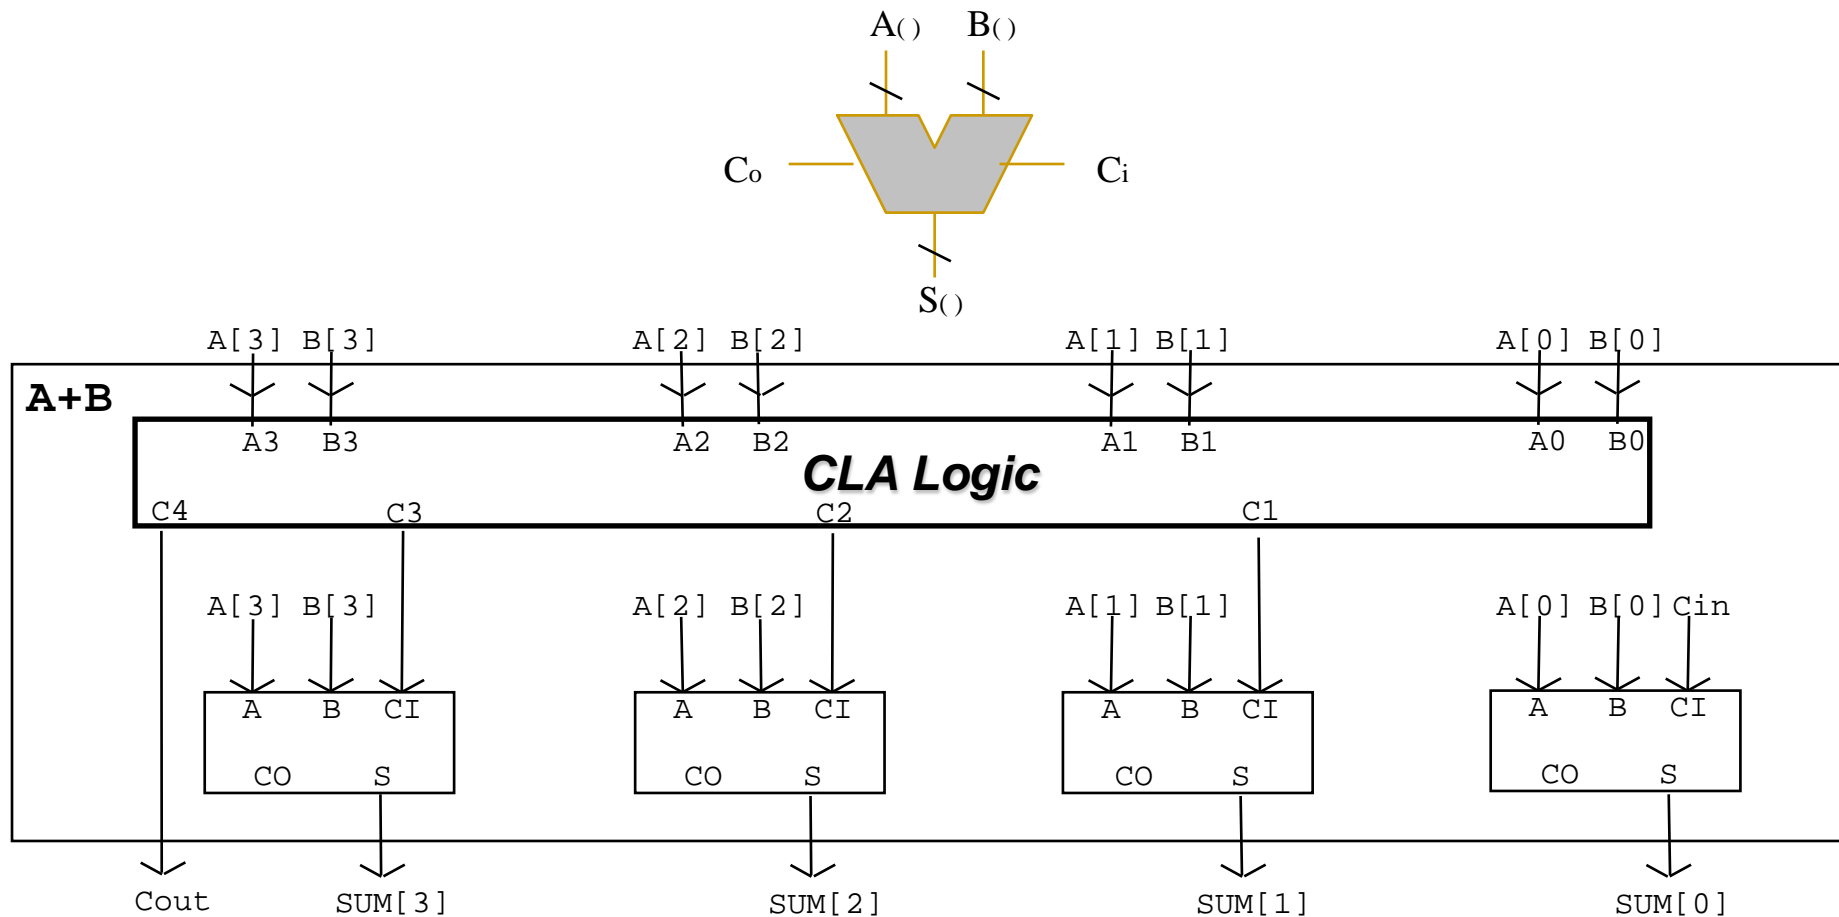 A( ) B( )
Co Ci
S( )
A[3] B[3] A[2] B[2] A[1] B[1] A[0] B[0]
A+B
A3 B3 A2 B2 A1 B1 A0 B0
CLA Logic
C4 C3 C2 C1
A[3] B[3] A[2] B[2] A[1] B[1] A[0] B[0] Cin
A B CI A B CI A B CI A B CI
CO S CO S CO S CO S
Cout SUM[3] SUM[2] SUM[1] SUM[0]